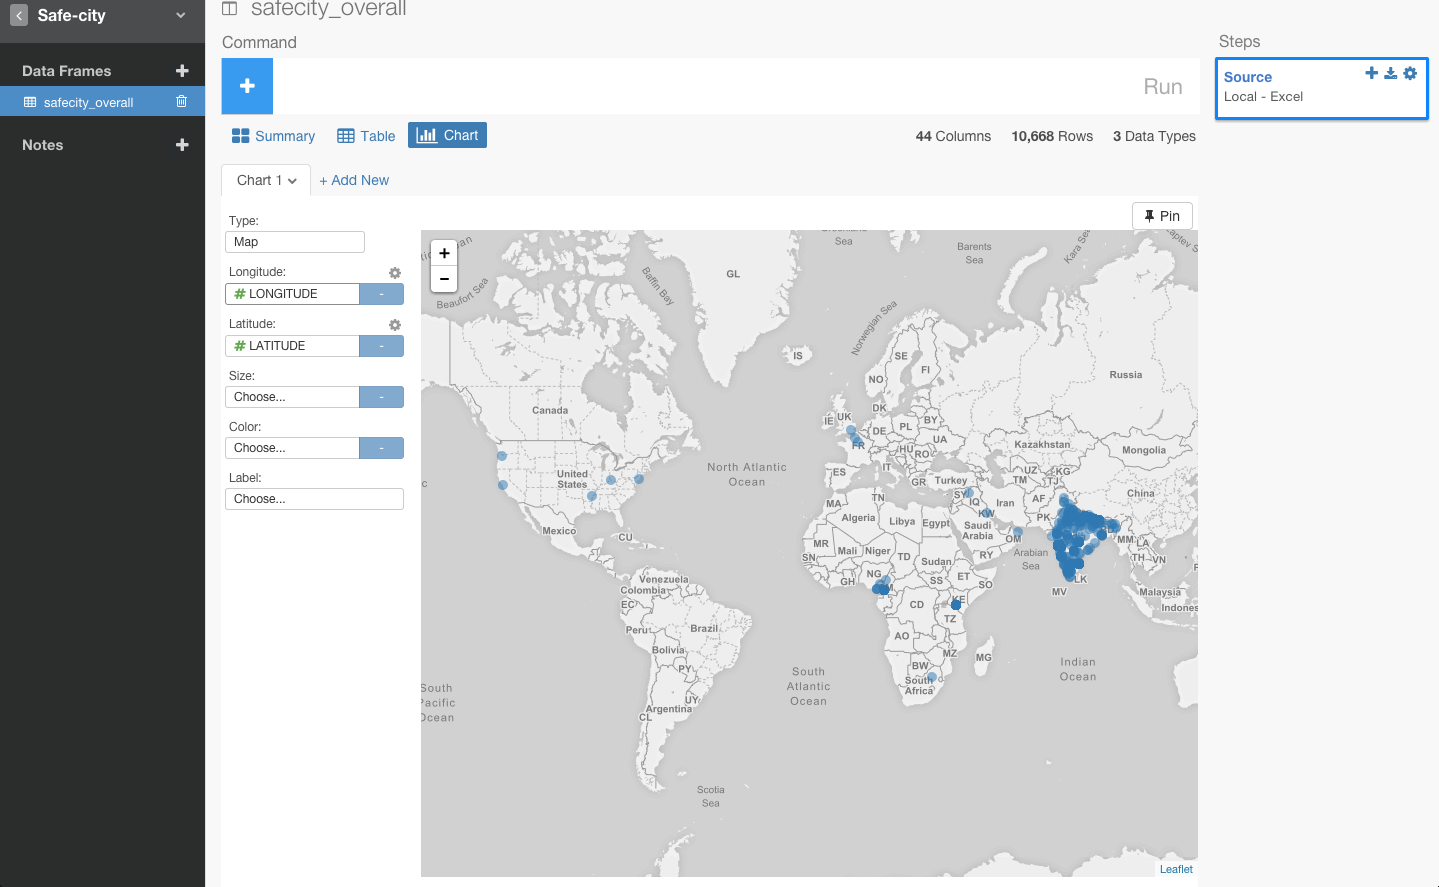 Safe-city
Data Frames
safecity_overall
Notes
safecity_overall
Command
Run
Summary
Table
Chart
44 Columns 10,668 Rows 3 Data Types
Chart 1
+ Add New
Type:
Map
Longitude:
# LONGITUDE
-
Latitude:
# LATITUDE
-
Size:
Choose...
-
Color:
Choose...
-
Label:
Choose...
Pin
+
−
Sea
Barents
Sea
Kara Sea
Laptev S
Beaufort Sea
Baffin Bay
GL
Norwegian Sea
IS
SE
FI
NO
Russia
Canada
DK
IE
UK
BY
PL
DE
UA
FR
HU
RO
Kazakhstan
Mongolia
North Atlantic
Ocean
United
States
ES
IT
GR
Turkey
UZ
KG
TM
TJ
SY
IQ
Iran
AF
China
c
MA
TN
Algeria
Libya
Egypt
KW
Saudi
Arabia
PK
OM
Mexico
CU
MR
Mali
Niger
TD
Sudan
RY
Arabian
Sea
MM
LA
TH
VN
SN
GH
NG
SS
ET
SO
LK
MV
Malaysia
Indones
Venezuela
Colombia
EC
KE
CD
TZ
Peru
Brazil
Bolivia
AO
MZ
MG
PY
BW
South
Africa
South
Atlantic
Ocean
Indian
Ocean
South
Pacific
Ocean
UY
Argentina
CL
Scotia
Sea
Leaflet
Steps
Source
Local - Excel